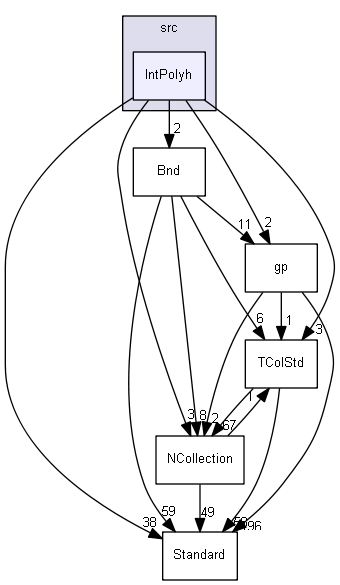 src
IntPolyh
2
Bnd
11
2
gp
6
1
3
TColStd
1
3
8
2
67
NCollection
59
49
38
Standard